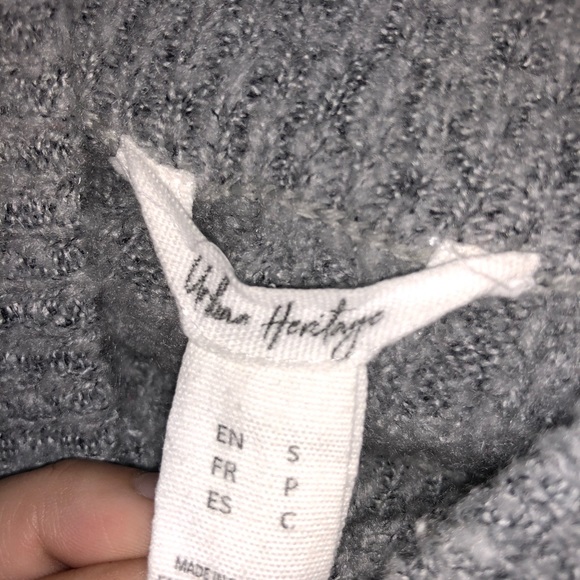 Urban Heritage
EN S
FR P
ES C
MADE IN